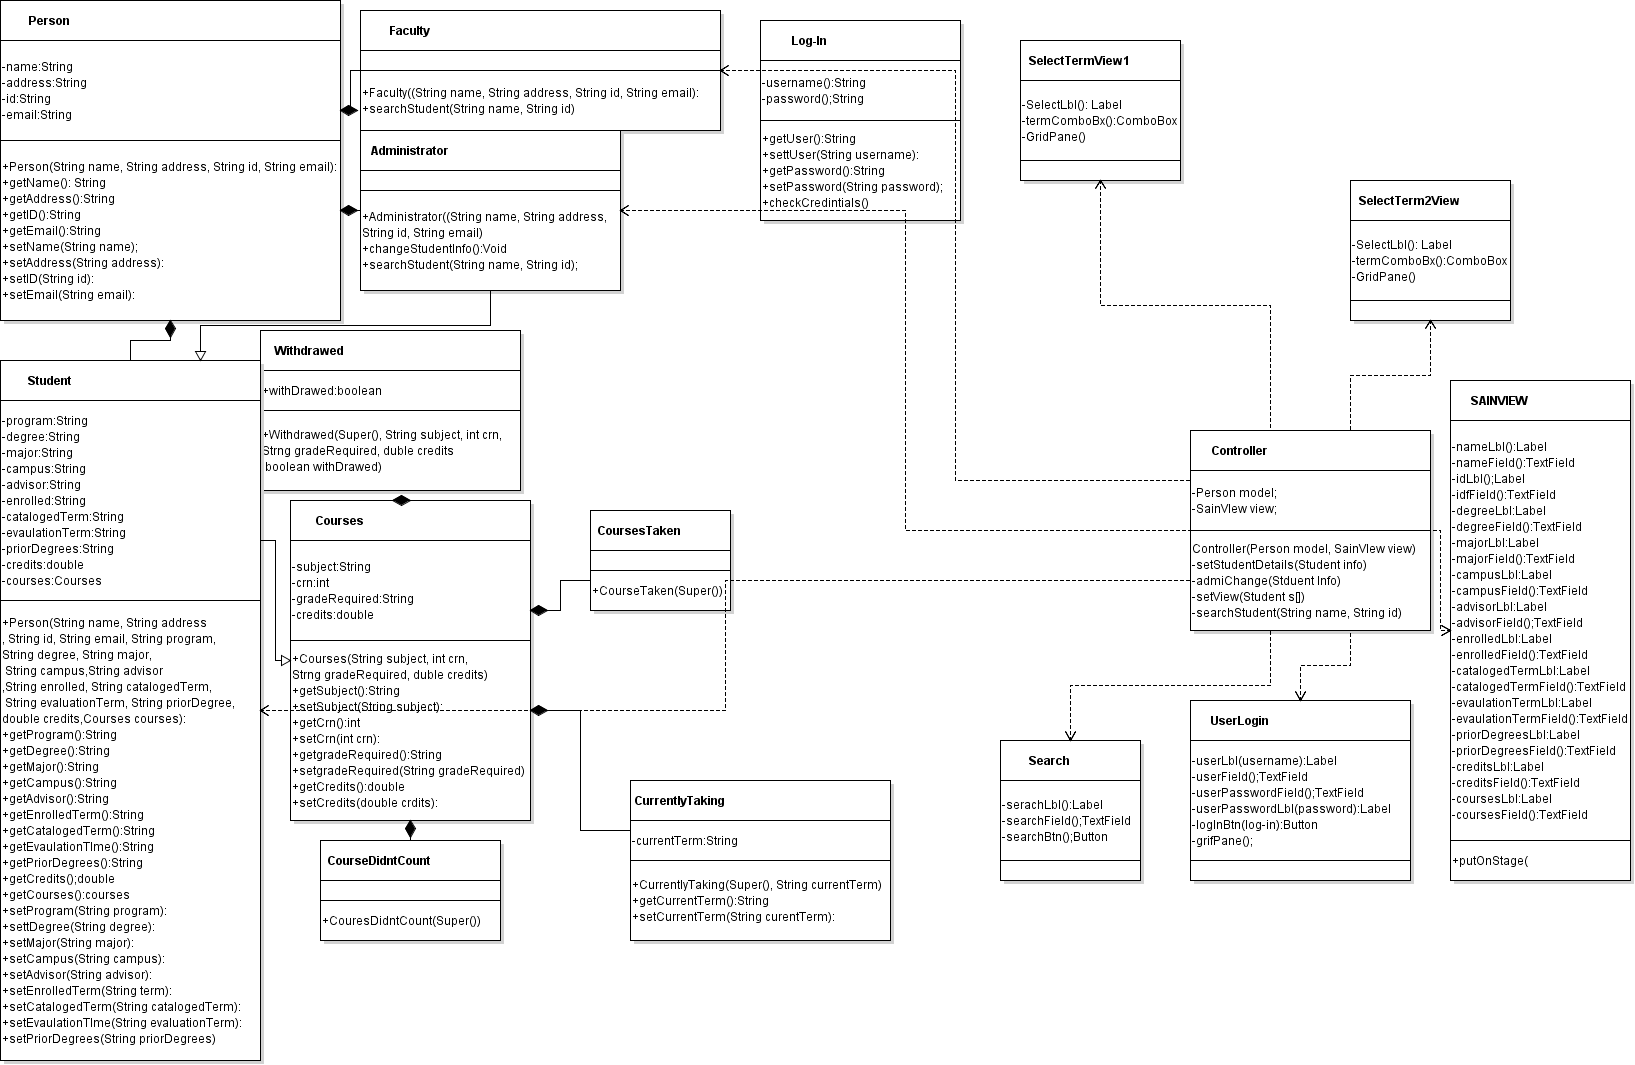 Person
-name:String
-address:String
-id:String
-email:String
+Person(String name, String address, String id, String email):
+getName(): String
+getAddress():String
+getID():String
+getEmail():String
+setName(String name);
+setAddress(String address):
+setID(String id):
+setEmail(String email):
Faculty
+Faculty((String name, String address, String id, String email):
+searchStudent(String name, String id)
Administrator
+Administrator((String name, String address,
String id, String email)
+changeStudentInfo():Void
+searchStudent(String name, String id);
Log-In
-username():String
-password();String
+getUser():String
+settUser(String username):
+getPassword():String
+setPassword(String password);
+checkCredintials()
SelectTermView1
-SelectLbl(): Label
-termComboBx():ComboBox
-GridPane()
SelectTerm2View
-SelectLbl(): Label
-termComboBx():ComboBox
-GridPane()
Student
-program:String
-degree:String
-major:String
-campus:String
-advisor:String
-enrolled:String
-catalogedTerm:String
-evaulationTerm:String
-priorDegrees:String
-credits:double
-courses:Courses
+Person(String name, String address
, String id, String email, String program,
String degree, String major,
String campus,String advisor
,String enrolled, String catalogedTerm,
String evaluationTerm, String priorDegree,
double credits,Courses courses):
+getProgram():String
+getDegree():String
+getMajor():String
+getCampus():String
+getAdvisor():String
+getEnrolledTerm():String
+getCatalogedTerm():String
+getEvaulationTIme():String
+getPriorDegrees():String
+getCredits();double
+getCourses():courses
+setProgram(String program):
+settDegree(String degree):
+setMajor(String major):
+setCampus(String campus):
+setAdvisor(String advisor):
+setEnrolledTerm(String term):
+setCatalogedTerm(String catalogedTerm):
+setEvaulationTIme(String evaluationTerm):
+setPriorDegrees(String priorDegrees)
Withdrawed
+withDrawed:boolean
+Withdrawed(Super(), String subject, int crn,
Strng gradeRequired, duble credits
boolean withDrawed)
Courses
-subject:String
-crn:int
-gradeRequired:String
-credits:double
+Courses(String subject, int crn,
Strng gradeRequired, duble credits)
+getSubject():String
+setSubject(String subject):
+getCrn():int
+setCrn(int crn):
+getgradeRequired():String
+setgradeRequired(String gradeRequired)
+getCredits():double
+setCredits(double crdits):
CoursesTaken
+CourseTaken(Super())
CourseDidntCount
+CouresDidntCount(Super())
CurrentlyTaking
-currentTerm:String
+CurrentlyTaking(Super(), String currentTerm)
+getCurrentTerm():String
+setCurrentTerm(String curentTerm):
Controller
-Person model;
-SainVIew view;
Controller(Person model, SainVIew view)
-setStudentDetails(Student info)
-admiChange(Stduent Info)
-setView(Student s[])
-searchStudent(String name, String id)
Search
-serachLbl():Label
-searchField();TextField
-searchBtn();Button
UserLogin
-userLbl(username):Label
-userField();TextField
-userPasswordField();TextField
-userPasswordLbl(password):Label
-logInBtn(log-in):Button
-grifPane();
SAINVIEW
-nameLbl():Label
-nameField():TextField
-idLbl();Label
-idfField():TextField
-degreeLbl:Label
-degreeField():TextField
-majorLbl:Label
-majorField():TextField
-campusLbl:Label
-campusField():TextField
-advisorLbl:Label
-advisorField();TextField
-enrolledLbl:Label
-enrolledField():TextField
-catalogedTermLbl:Label
-catalogedTermField():TextField
-evaulationTermLbl:Label
-evaulationTermField():TextField
-priorDegreesLbl:Label
-priorDegreesField():TextField
-creditsLbl:Label
-creditsField():TextField
-coursesLbl:Label
-coursesField():TextField
+putOnStage(